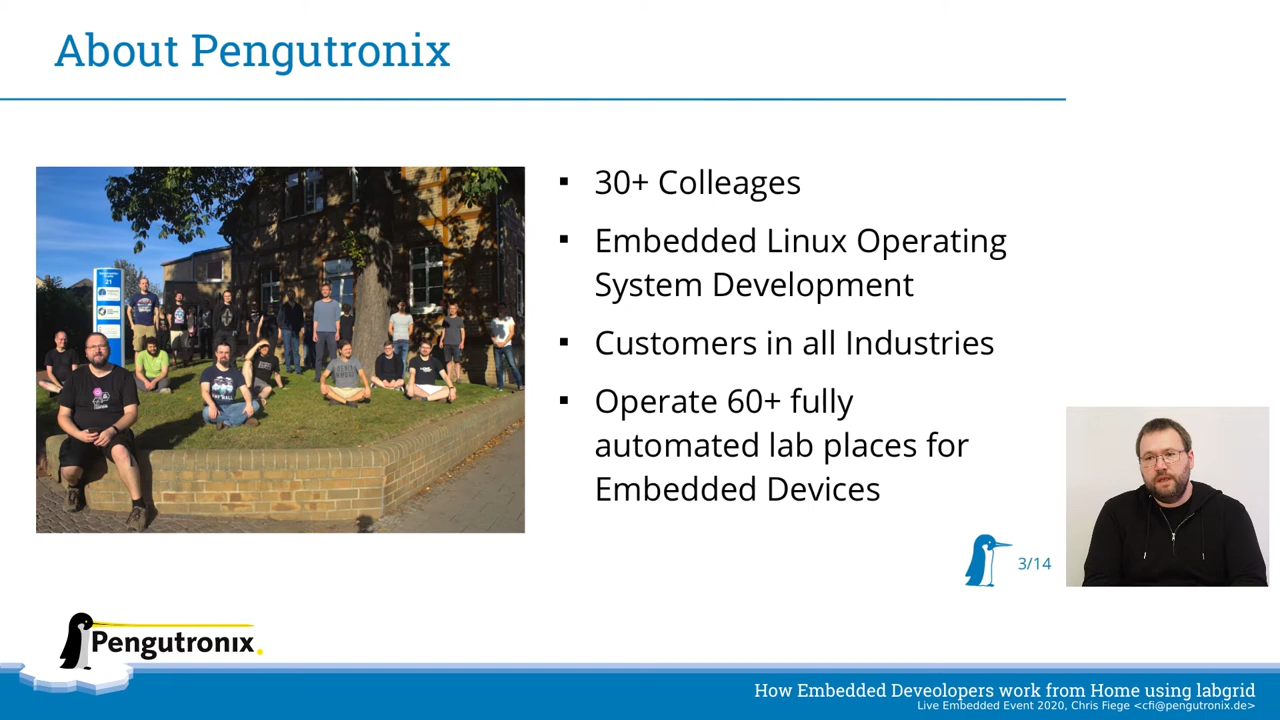 About Pengutronix
30+ Colleages
Embedded Linux Operating
System Development
Customers in all Industries
Operate 60+ fully
automated lab places for
Embedded Devices
21
3/14
Pengutronix
How Embedded Deveolopers work from Home using labgrid
Live Embedded Event 2020, Chris Fiege <cfi@pengutronix.de>